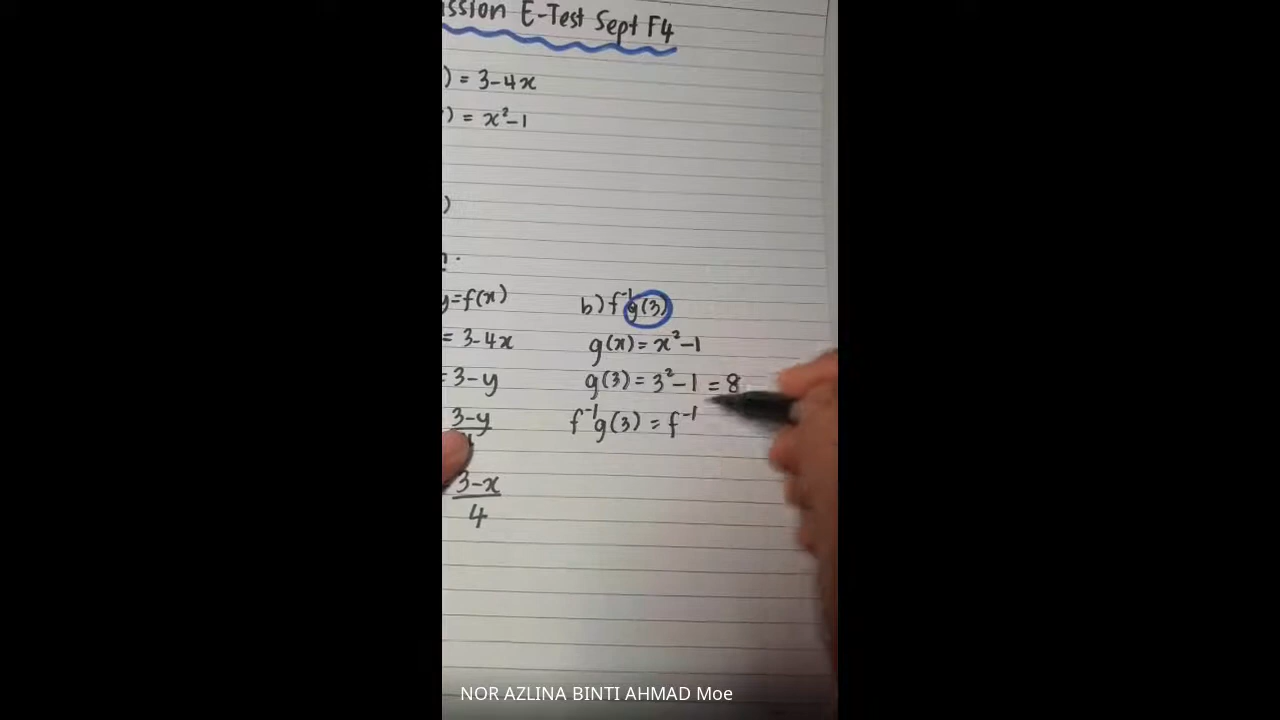 ssion E-Test Sept F4
) = 3-4x
) = x²-1
)
y=f(x)
= 3-4x
= 3-y
3-y
3-x
4
b) f⁻¹g(3)
g(x) = x²-1
g(3) = 3²-1 = 8
f⁻¹g(3) = f⁻¹
NOR AZLINA BINTI AHMAD Moe